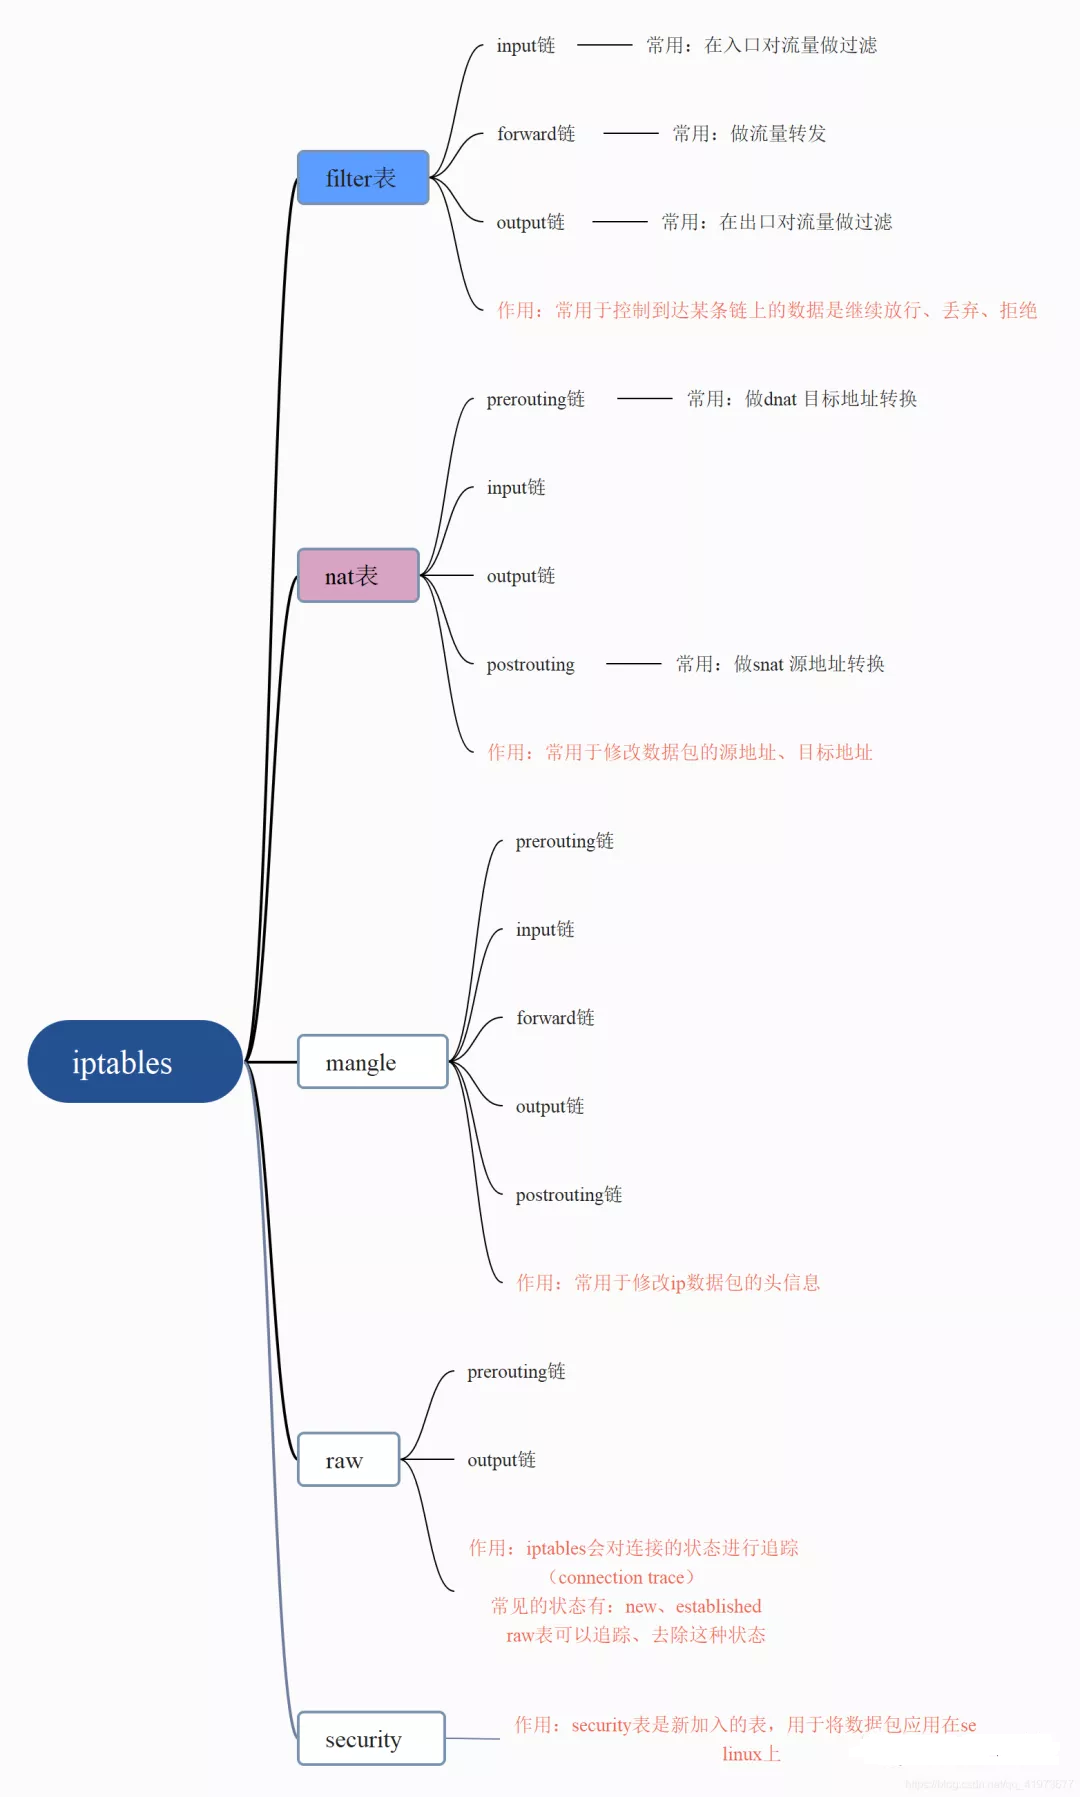 input链
常用：在入口对流量做过滤
forward链
常用：做流量转发
filter表
output链
常用：在出口对流量做过滤
作用：常用于控制到达某条链上的数据是继续放行、丢弃、拒绝
prerouting链
常用：做dnat 目标地址转换
input链
nat表
output链
postrouting
常用：做snat 源地址转换
作用：常用于修改数据包的源地址、目标地址
prerouting链
input链
forward链
iptables
mangle
output链
postrouting链
作用：常用于修改ip数据包的头信息
prerouting链
raw
output链
作用：iptables会对连接的状态进行追踪
（connection trace）
常见的状态有：new、established
raw表可以追踪、去除这种状态
security
作用：security表是新加入的表，用于将数据包应用在se
linux上